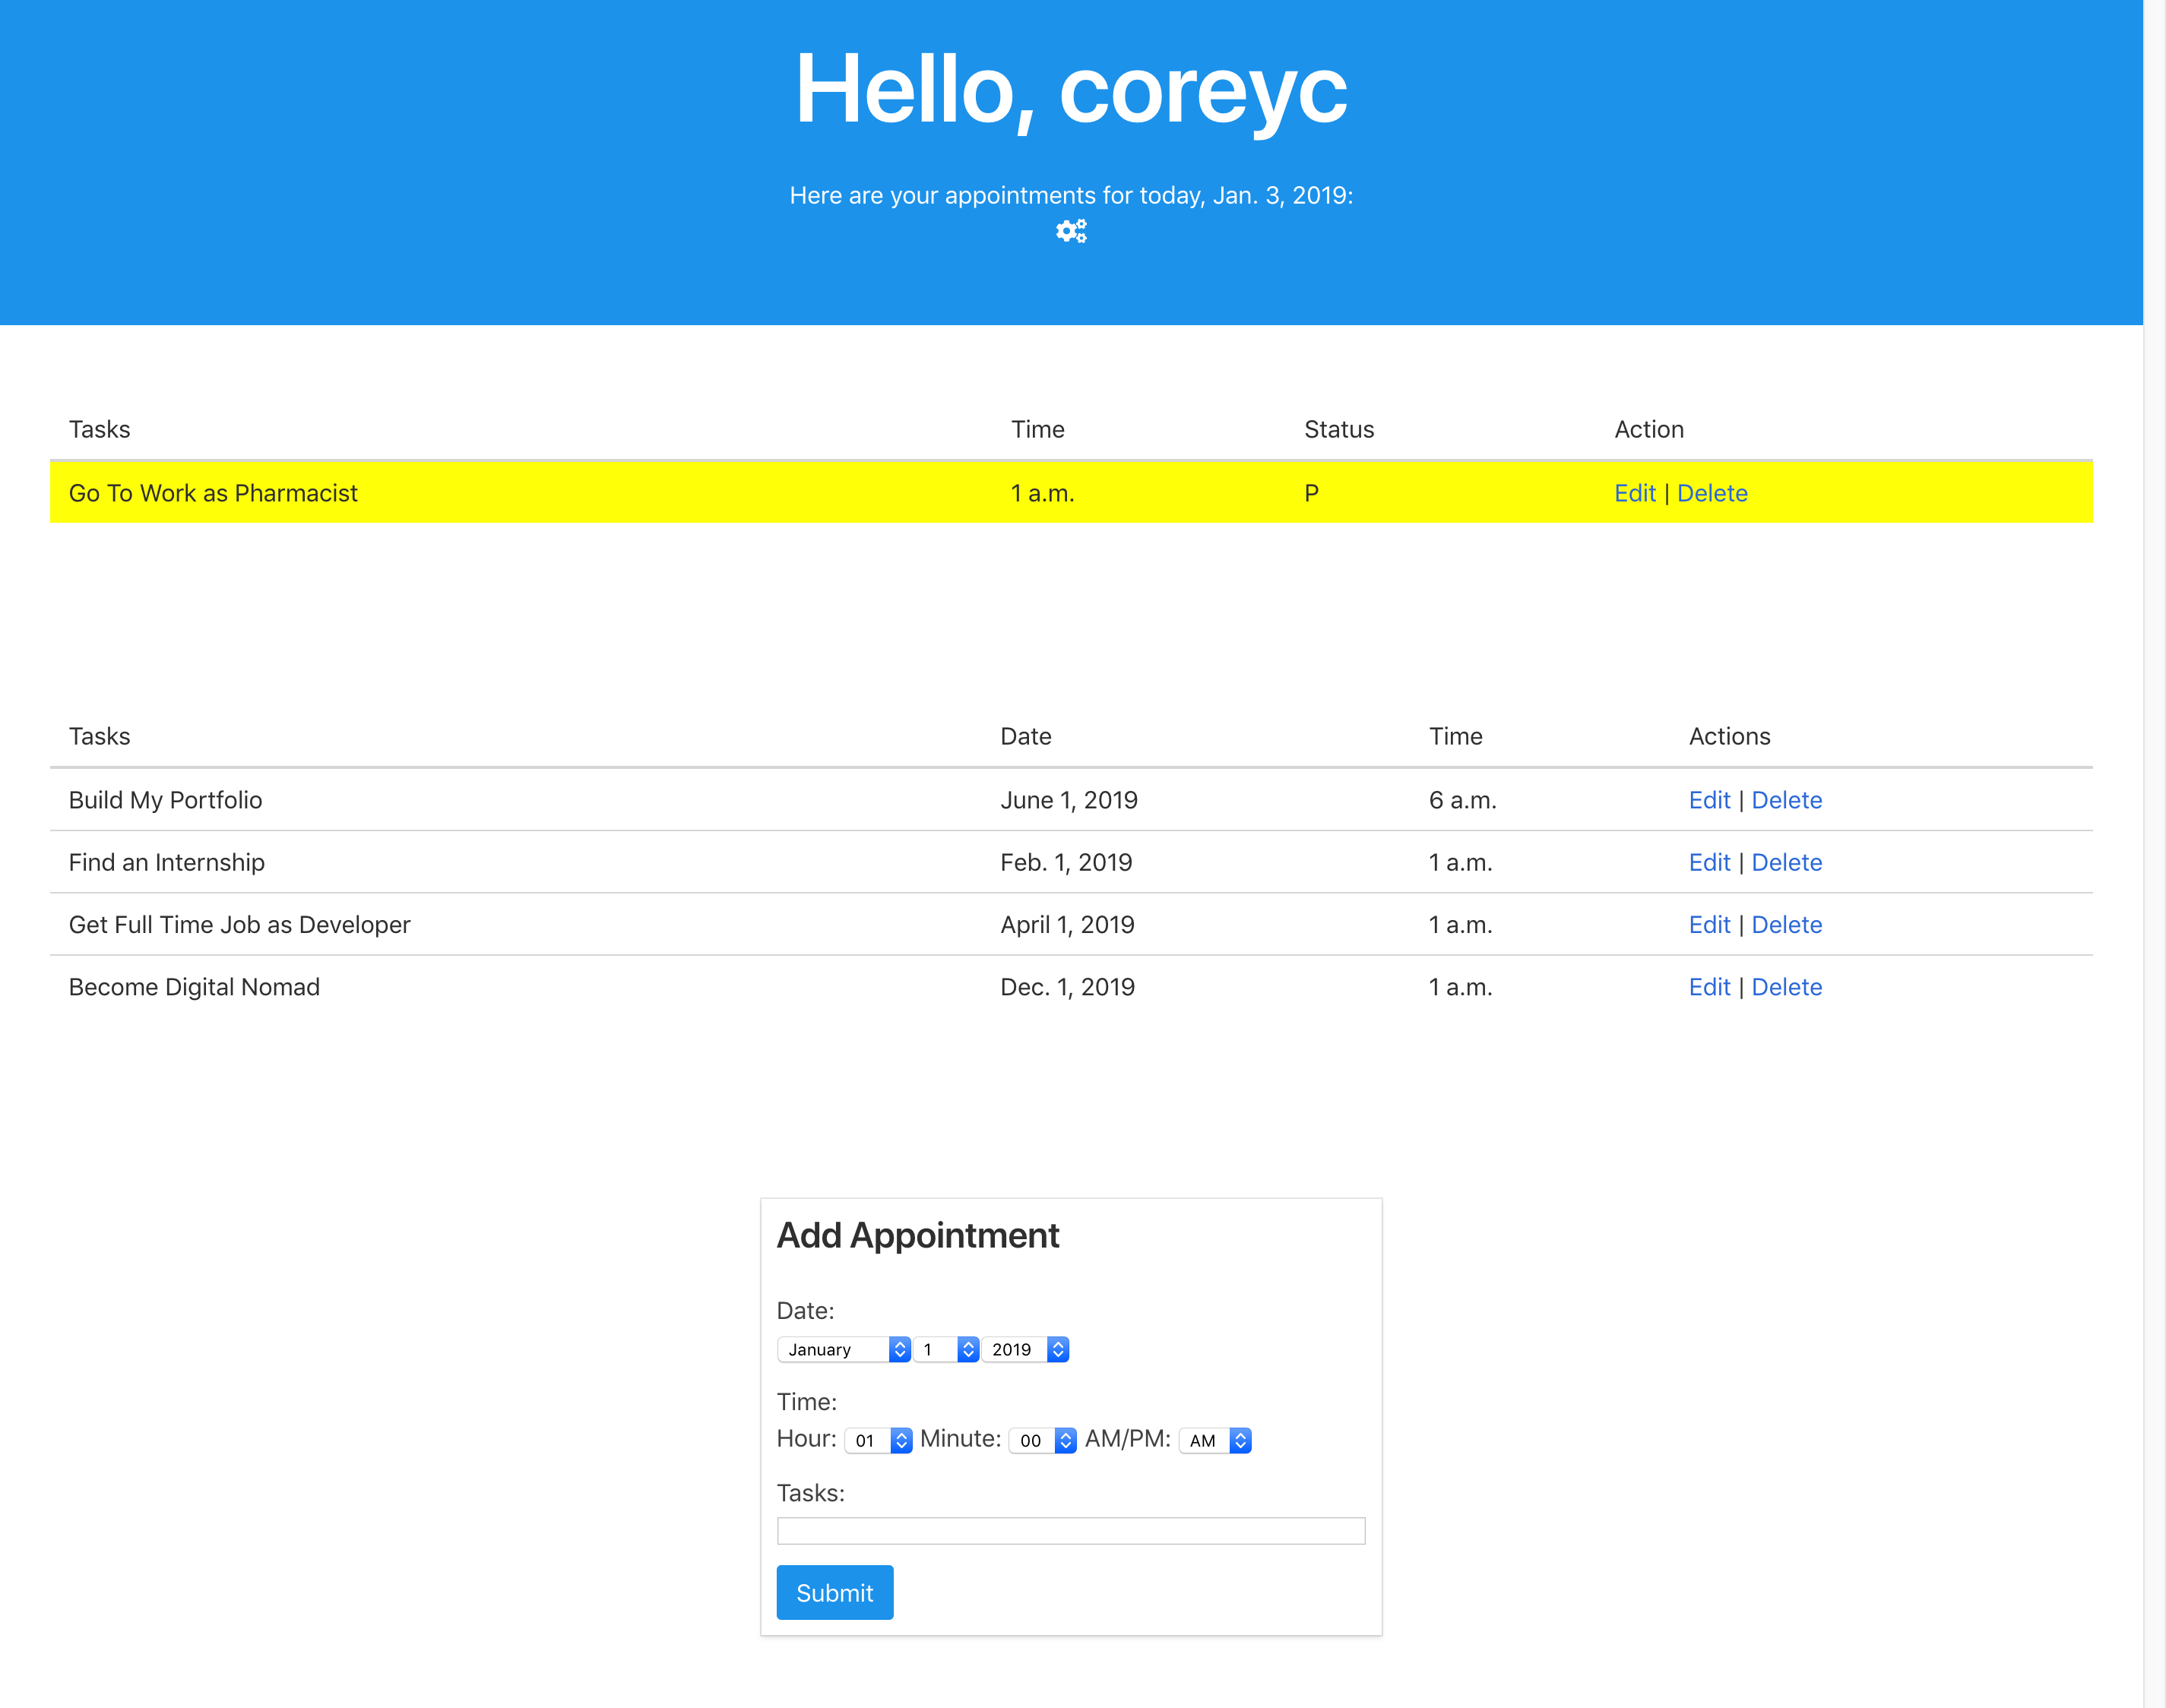 Hello, coreyc
Here are your appointments for today, Jan. 3, 2019:
Tasks Time Status Action
Go To Work as Pharmacist 1 a.m. P Edit | Delete
Tasks Date Time Actions
Build My Portfolio June 1, 2019 6 a.m. Edit | Delete
Find an Internship Feb. 1, 2019 1 a.m. Edit | Delete
Get Full Time Job as Developer April 1, 2019 1 a.m. Edit | Delete
Become Digital Nomad Dec. 1, 2019 1 a.m. Edit | Delete
Add Appointment
Date:
January 1 2019
Time:
Hour: 01 Minute: 00 AM/PM: AM
Tasks:
Submit